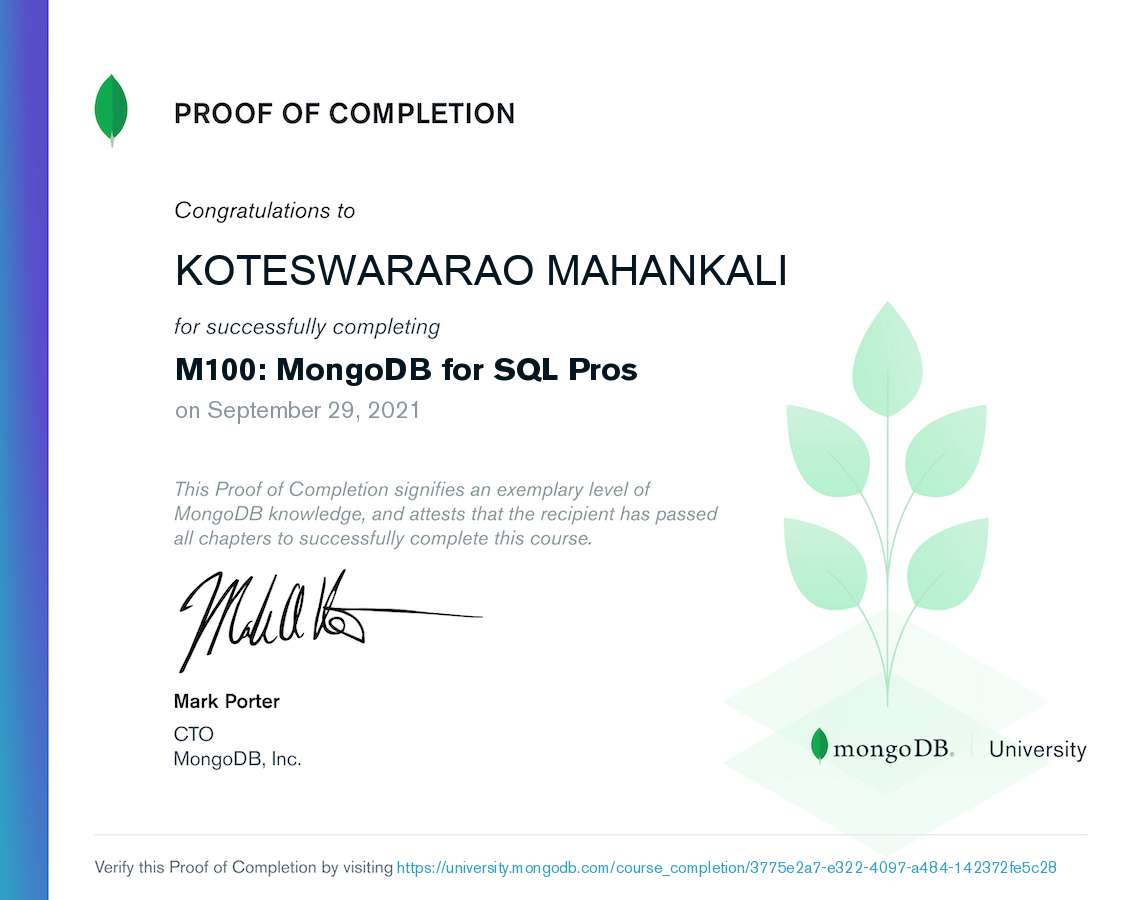 PROOF OF COMPLETION
Congratulations to
KOTESWARARAO MAHANKALI
for successfully completing
M100: MongoDB for SQL Pros
on September 29, 2021
This Proof of Completion signifies an exemplary level of
MongoDB knowledge, and attests that the recipient has passed
all chapters to successfully complete this course.
Mark Porter
CTO
MongoDB, Inc.
mongoDB® University
Verify this Proof of Completion by visiting https://university.mongodb.com/course_completion/3775e2a7-e322-4097-a484-142372fe5c28